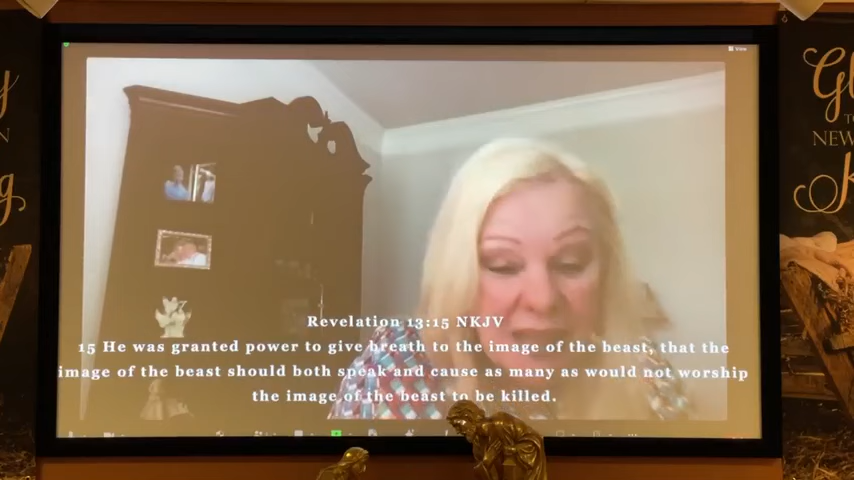 View
Revelation 13:15 NKJV
15 He was granted power to give breath to the image of the beast, that the
image of the beast should both speak and cause as many as would not worship
the image of the beast to be killed.
NEW